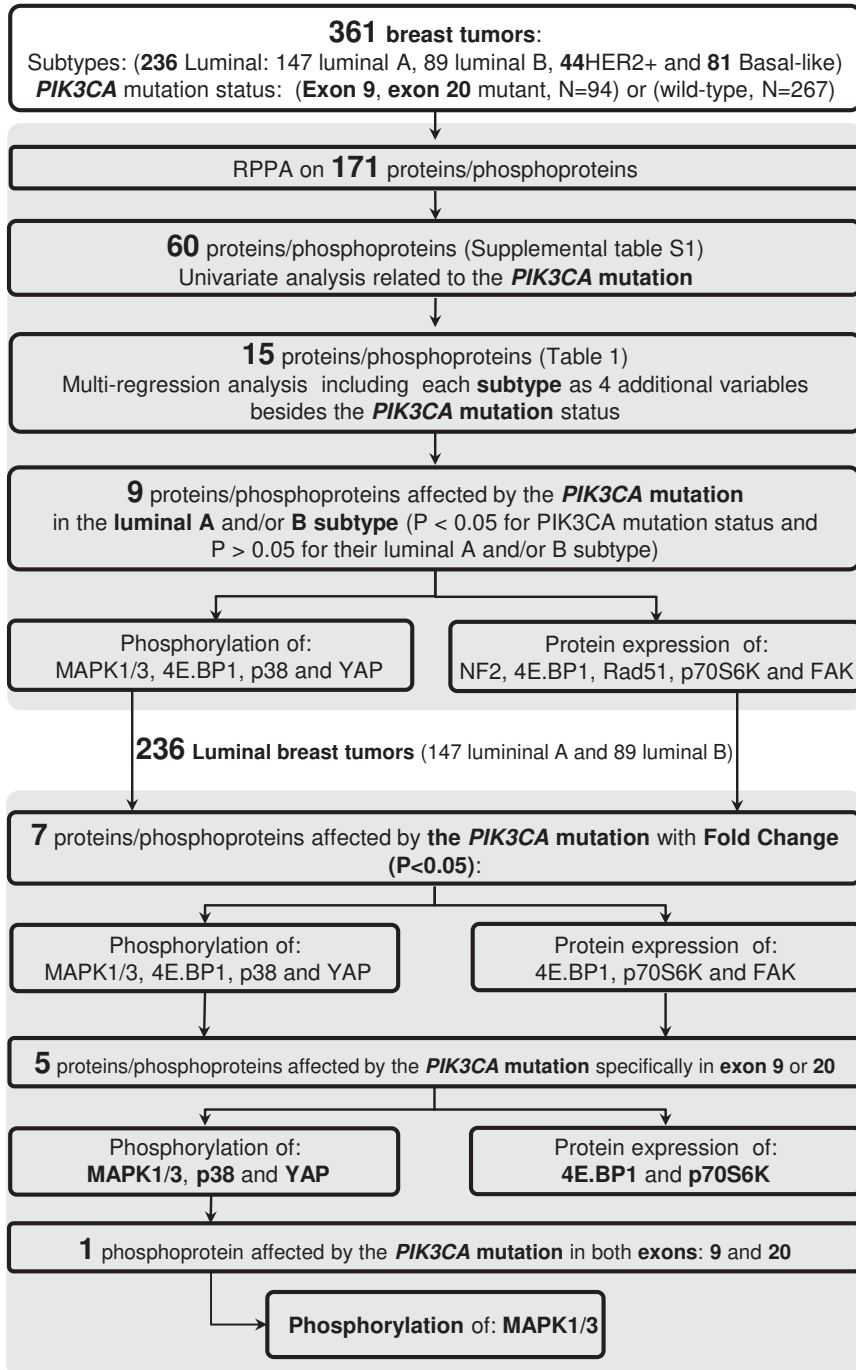 361 breast tumors:
Subtypes: (236 Luminal: 147 luminal A, 89 luminal B, 44HER2+ and 81 Basal-like)
PIK3CA mutation status: (Exon 9, exon 20 mutant, N=94) or (wild-type, N=267)
RPPA on 171 proteins/phosphoproteins
60 proteins/phosphoproteins (Supplemental table S1)
Univariate analysis related to the PIK3CA mutation
15 proteins/phosphoproteins (Table 1)
Multi-regression analysis including each subtype as 4 additional variables
besides the PIK3CA mutation status
9 proteins/phosphoproteins affected by the PIK3CA mutation
in the luminal A and/or B subtype (P < 0.05 for PIK3CA mutation status and
P > 0.05 for their luminal A and/or B subtype)
Phosphorylation of:
MAPK1/3, 4E.BP1, p38 and YAP
Protein expression of:
NF2, 4E.BP1, Rad51, p70S6K and FAK
236 Luminal breast tumors (147 lumininal A and 89 luminal B)
7 proteins/phosphoproteins affected by the PIK3CA mutation with Fold Change
(P<0.05):
Phosphorylation of:
MAPK1/3, 4E.BP1, p38 and YAP
Protein expression of:
4E.BP1, p70S6K and FAK
5 proteins/phosphoproteins affected by the PIK3CA mutation specifically in exon 9 or 20
Phosphorylation of:
MAPK1/3, p38 and YAP
Protein expression of:
4E.BP1 and p70S6K
1 phosphoprotein affected by the PIK3CA mutation in both exons: 9 and 20
Phosphorylation of: MAPK1/3